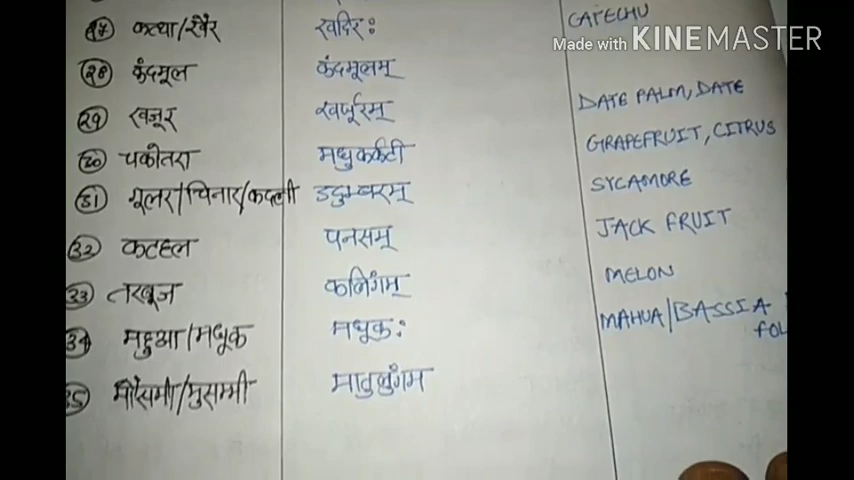 २७ कत्था/खैर खदिरः CATECHU
Made with KINEMASTER
२८ कंदमूल कंदमूलम्
२९ खजूर खर्जूरम् DATE PALM, DATE
३० चकोतरा मधुकर्कटी GRAPEFRUIT, CITRUS
३१ गूलर/चिनार/कदली उदुम्बरम् SYCAMORE
३२ कटहल पनसम् JACK FRUIT
३३ तरबूज कलिंगम् MELON
३४ महुआ/मधूक मधूकः MAHUA/BASSIA
३५ मौसमी/मुसम्मी मातुलुंगम